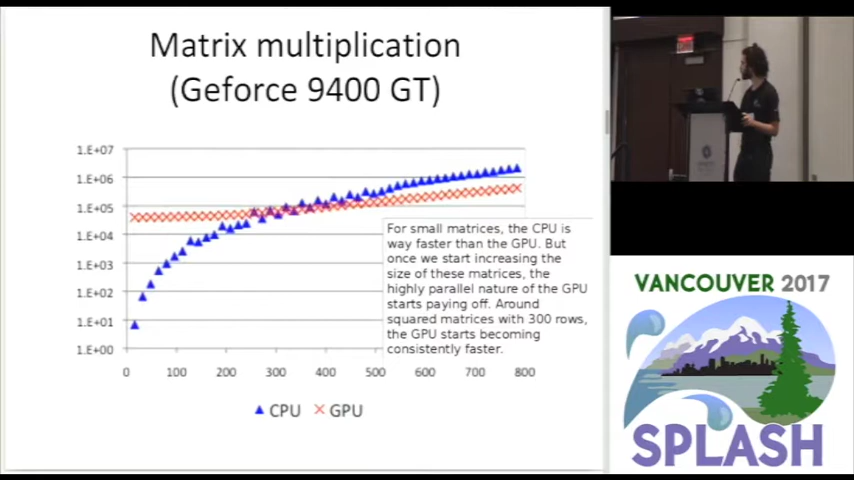 Matrix multiplication
(Geforce 9400 GT)
1.E+07
1.E+06
1.E+05
1.E+04
1.E+03
1.E+02
1.E+01
1.E+00
0 100 200 300 400 500 600 700 800
For small matrices, the CPU is
way faster than the GPU. But
once we start increasing the
size of these matrices, the
highly parallel nature of the GPU
starts paying off. Around
squared matrices with 300 rows,
the GPU starts becoming
consistently faster.
CPU GPU
EXIT
VANCOUVER 2017
SPLASH